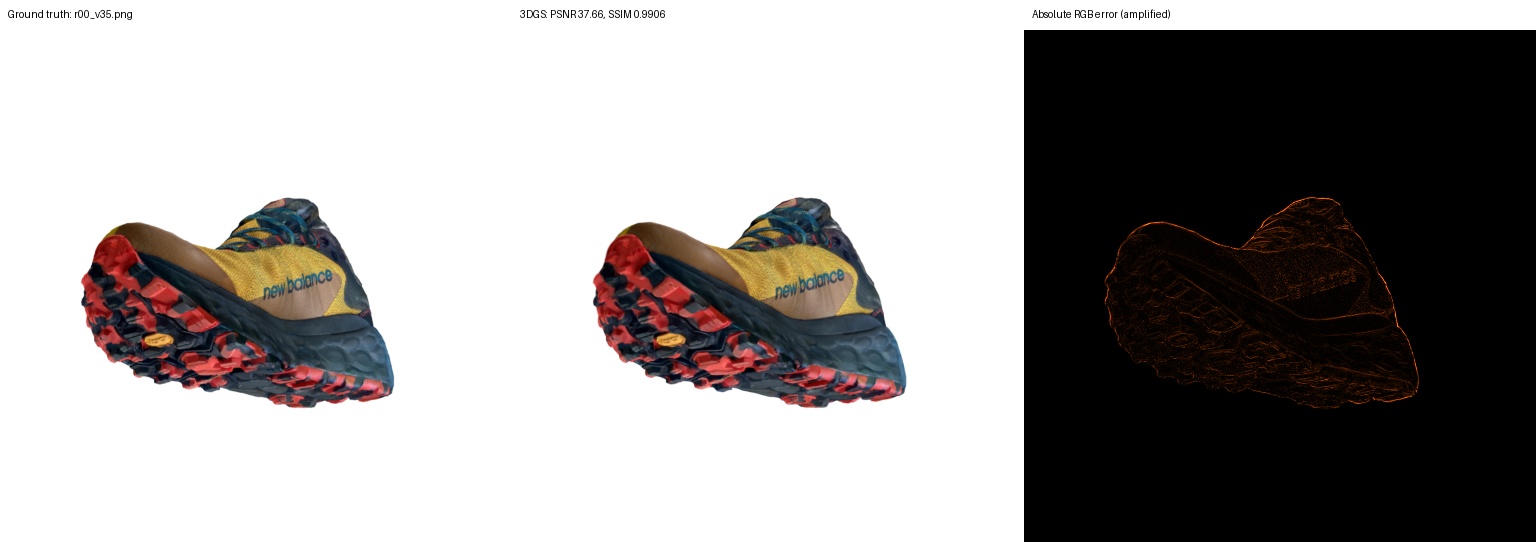 Ground truth: r00_v35.png
3DGS: PSNR 37.66, SSIM 0.9906
Absolute RGB error (amplified)
new balance
new balance